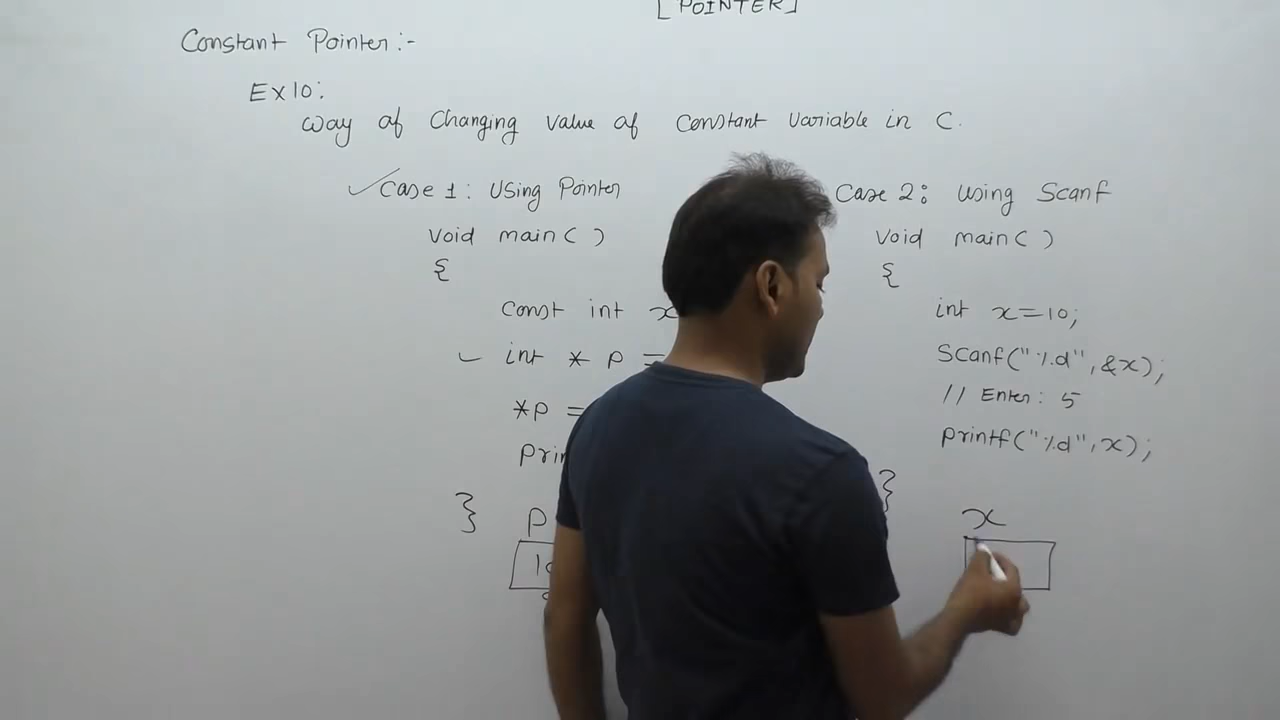 [POINTER]
Constant Pointer :-
Ex10:
Way of Changing value of Constant Variable in C.
Case 1: Using Pointer
void main( )
{
const int x
int * p =
*p =
}
p
Case 2: Using Scanf
void main( )
{
int x=10;
Scanf("%d",&x);
// Enter: 5
printf("%d",x);
}
x